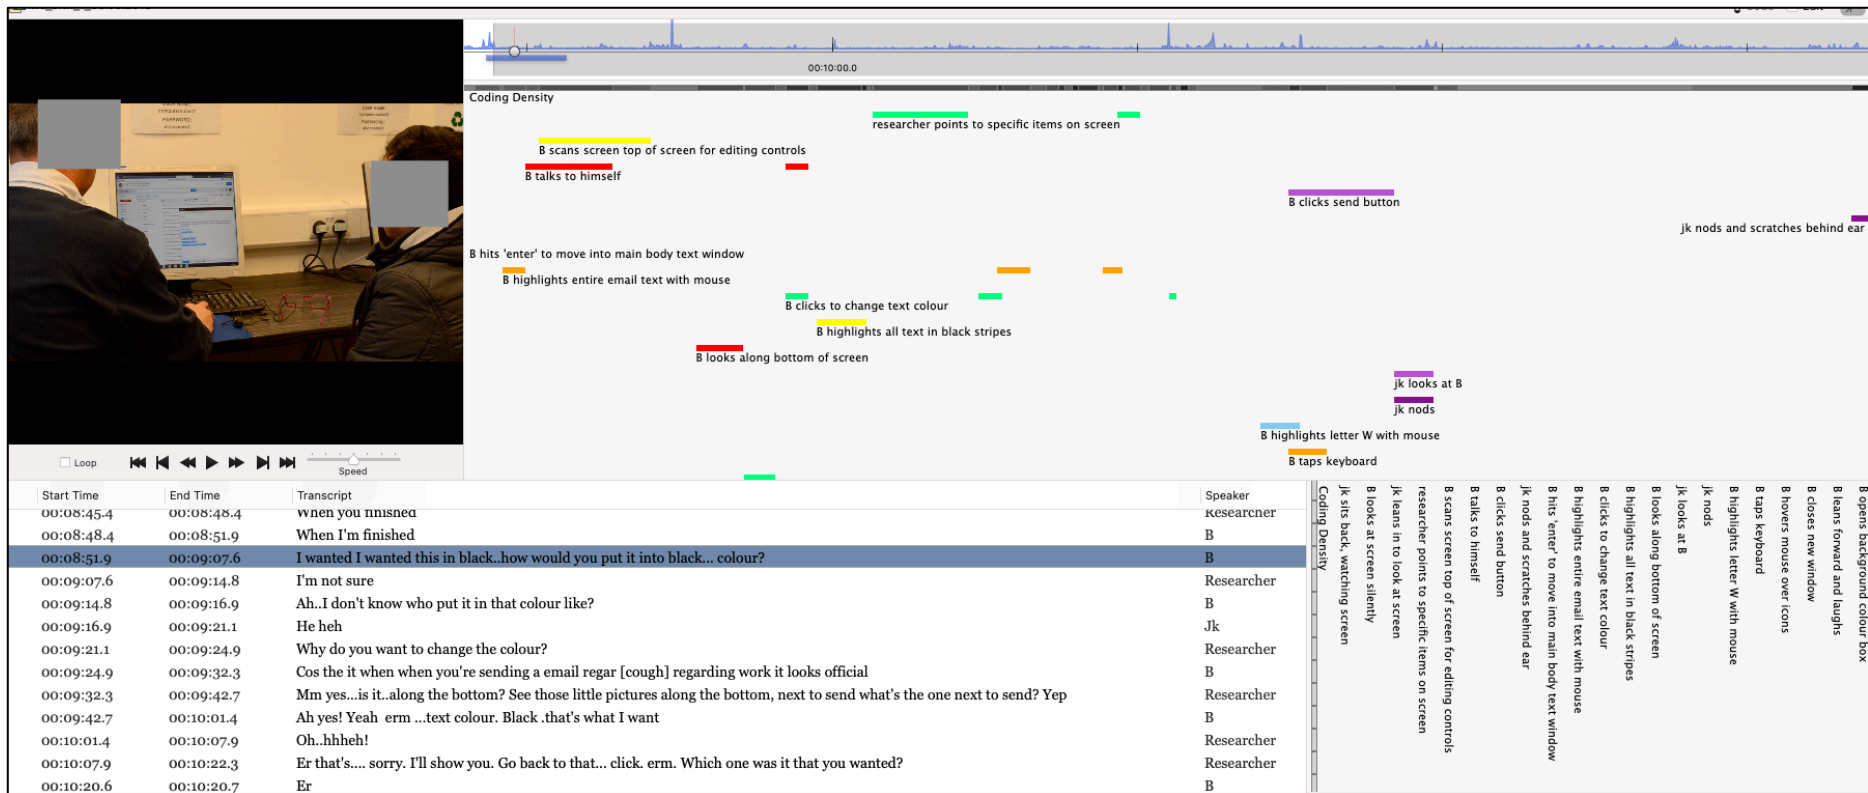 00:10:00.0
Coding Density
researcher points to specific items on screen
B scans screen top of screen for editing controls
B talks to himself
B clicks send button
jk nods and scratches behind ear
B hits 'enter' to move into main body text window
B highlights entire email text with mouse
B clicks to change text colour
B highlights all text in black stripes
B looks along bottom of screen
jk looks at B
jk nods
B highlights letter W with mouse
B taps keyboard
Loop
Speed
Start Time End Time Transcript Speaker
00:08:45.4 00:08:48.4 When you finished Researcher
00:08:48.4 00:08:51.9 When I'm finished B
00:08:51.9 00:09:07.6 I wanted I wanted this in black..how would you put it into black... colour? B
00:09:07.6 00:09:14.8 I'm not sure Researcher
00:09:14.8 00:09:16.9 Ah..I don't know who put it in that colour like? B
00:09:16.9 00:09:21.1 He heh Jk
00:09:21.1 00:09:24.9 Why do you want to change the colour? Researcher
00:09:24.9 00:09:32.3 Cos the it when when you're sending a email regar [cough] regarding work it looks official B
00:09:32.3 00:09:42.7 Mm yes...is it..along the bottom? See those little pictures along the bottom, next to send what's the one next to send? Yep Researcher
00:09:42.7 00:10:01.4 Ah yes! Yeah erm ...text colour. Black .that's what I want B
00:10:01.4 00:10:07.9 Oh..hhheh! Researcher
00:10:07.9 00:10:22.3 Er that's.... sorry. I'll show you. Go back to that... click. erm. Which one was it that you wanted? Researcher
00:10:20.6 00:10:20.7 Er B
Coding Density
jk sits back, watching screen
B looks at screen silently
jk leans in to look at screen
researcher points to specific items on screen
B scans screen top of screen for editing controls
B talks to himself
B clicks send button
jk nods and scratches behind ear
B hits 'enter' to move into main body text window
B highlights entire email text with mouse
B clicks to change text colour
B highlights all text in black stripes
B looks along bottom of screen
jk looks at B
jk nods
B highlights letter W with mouse
B taps keyboard
B hovers mouse over icons
B closes new window
B leans forward and laughs
B opens background colour box